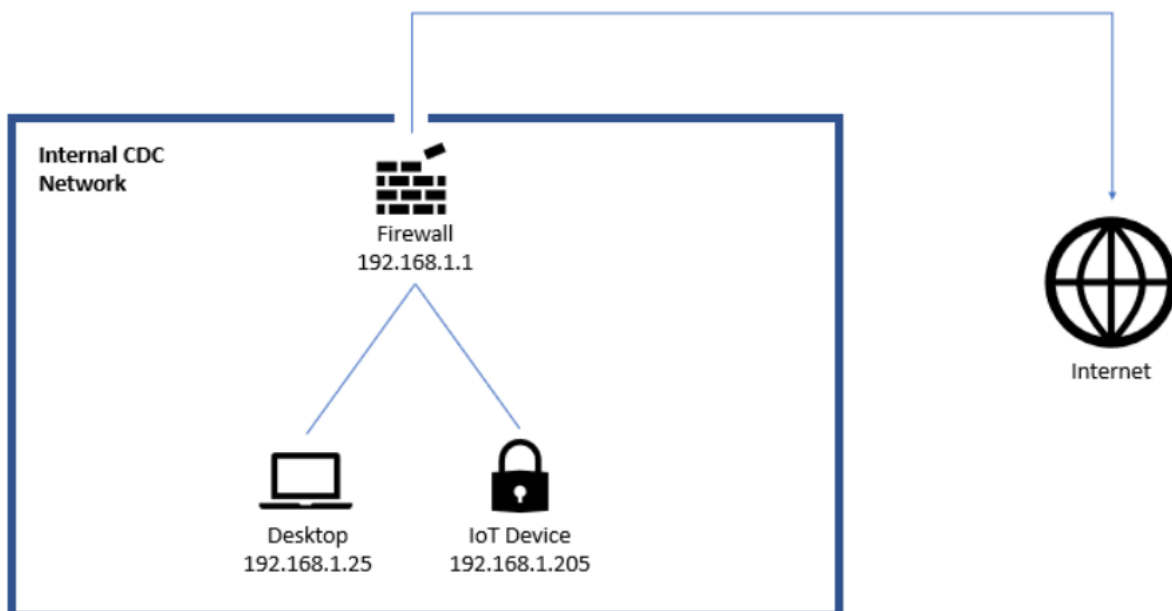 Internal CDC
Network
Firewall
192.168.1.1
Internet
Desktop
192.168.1.25
IoT Device
192.168.1.205